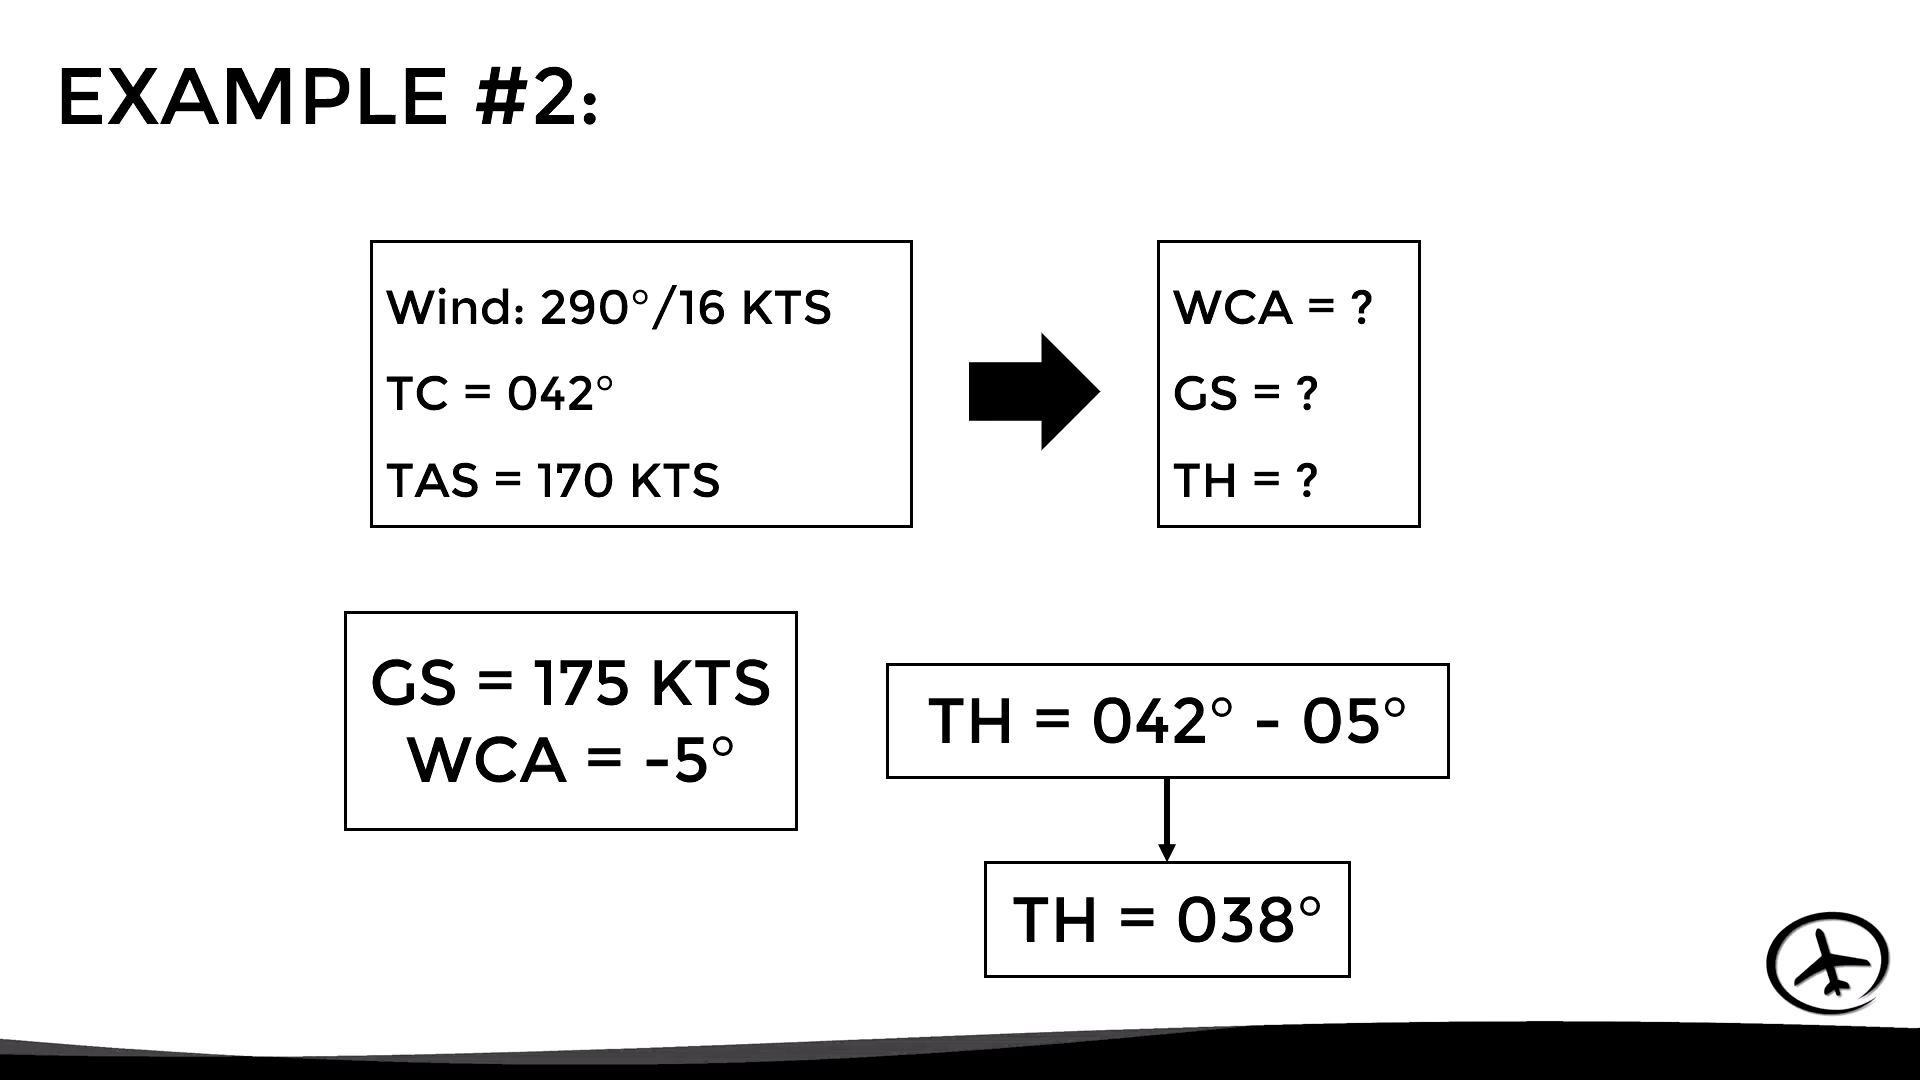 EXAMPLE #2:
Wind: 290°/16 KTS
TC = 042°
TAS = 170 KTS
WCA = ?
GS = ?
TH = ?
GS = 175 KTS
WCA = -5°
TH = 042° - 05°
TH = 038°